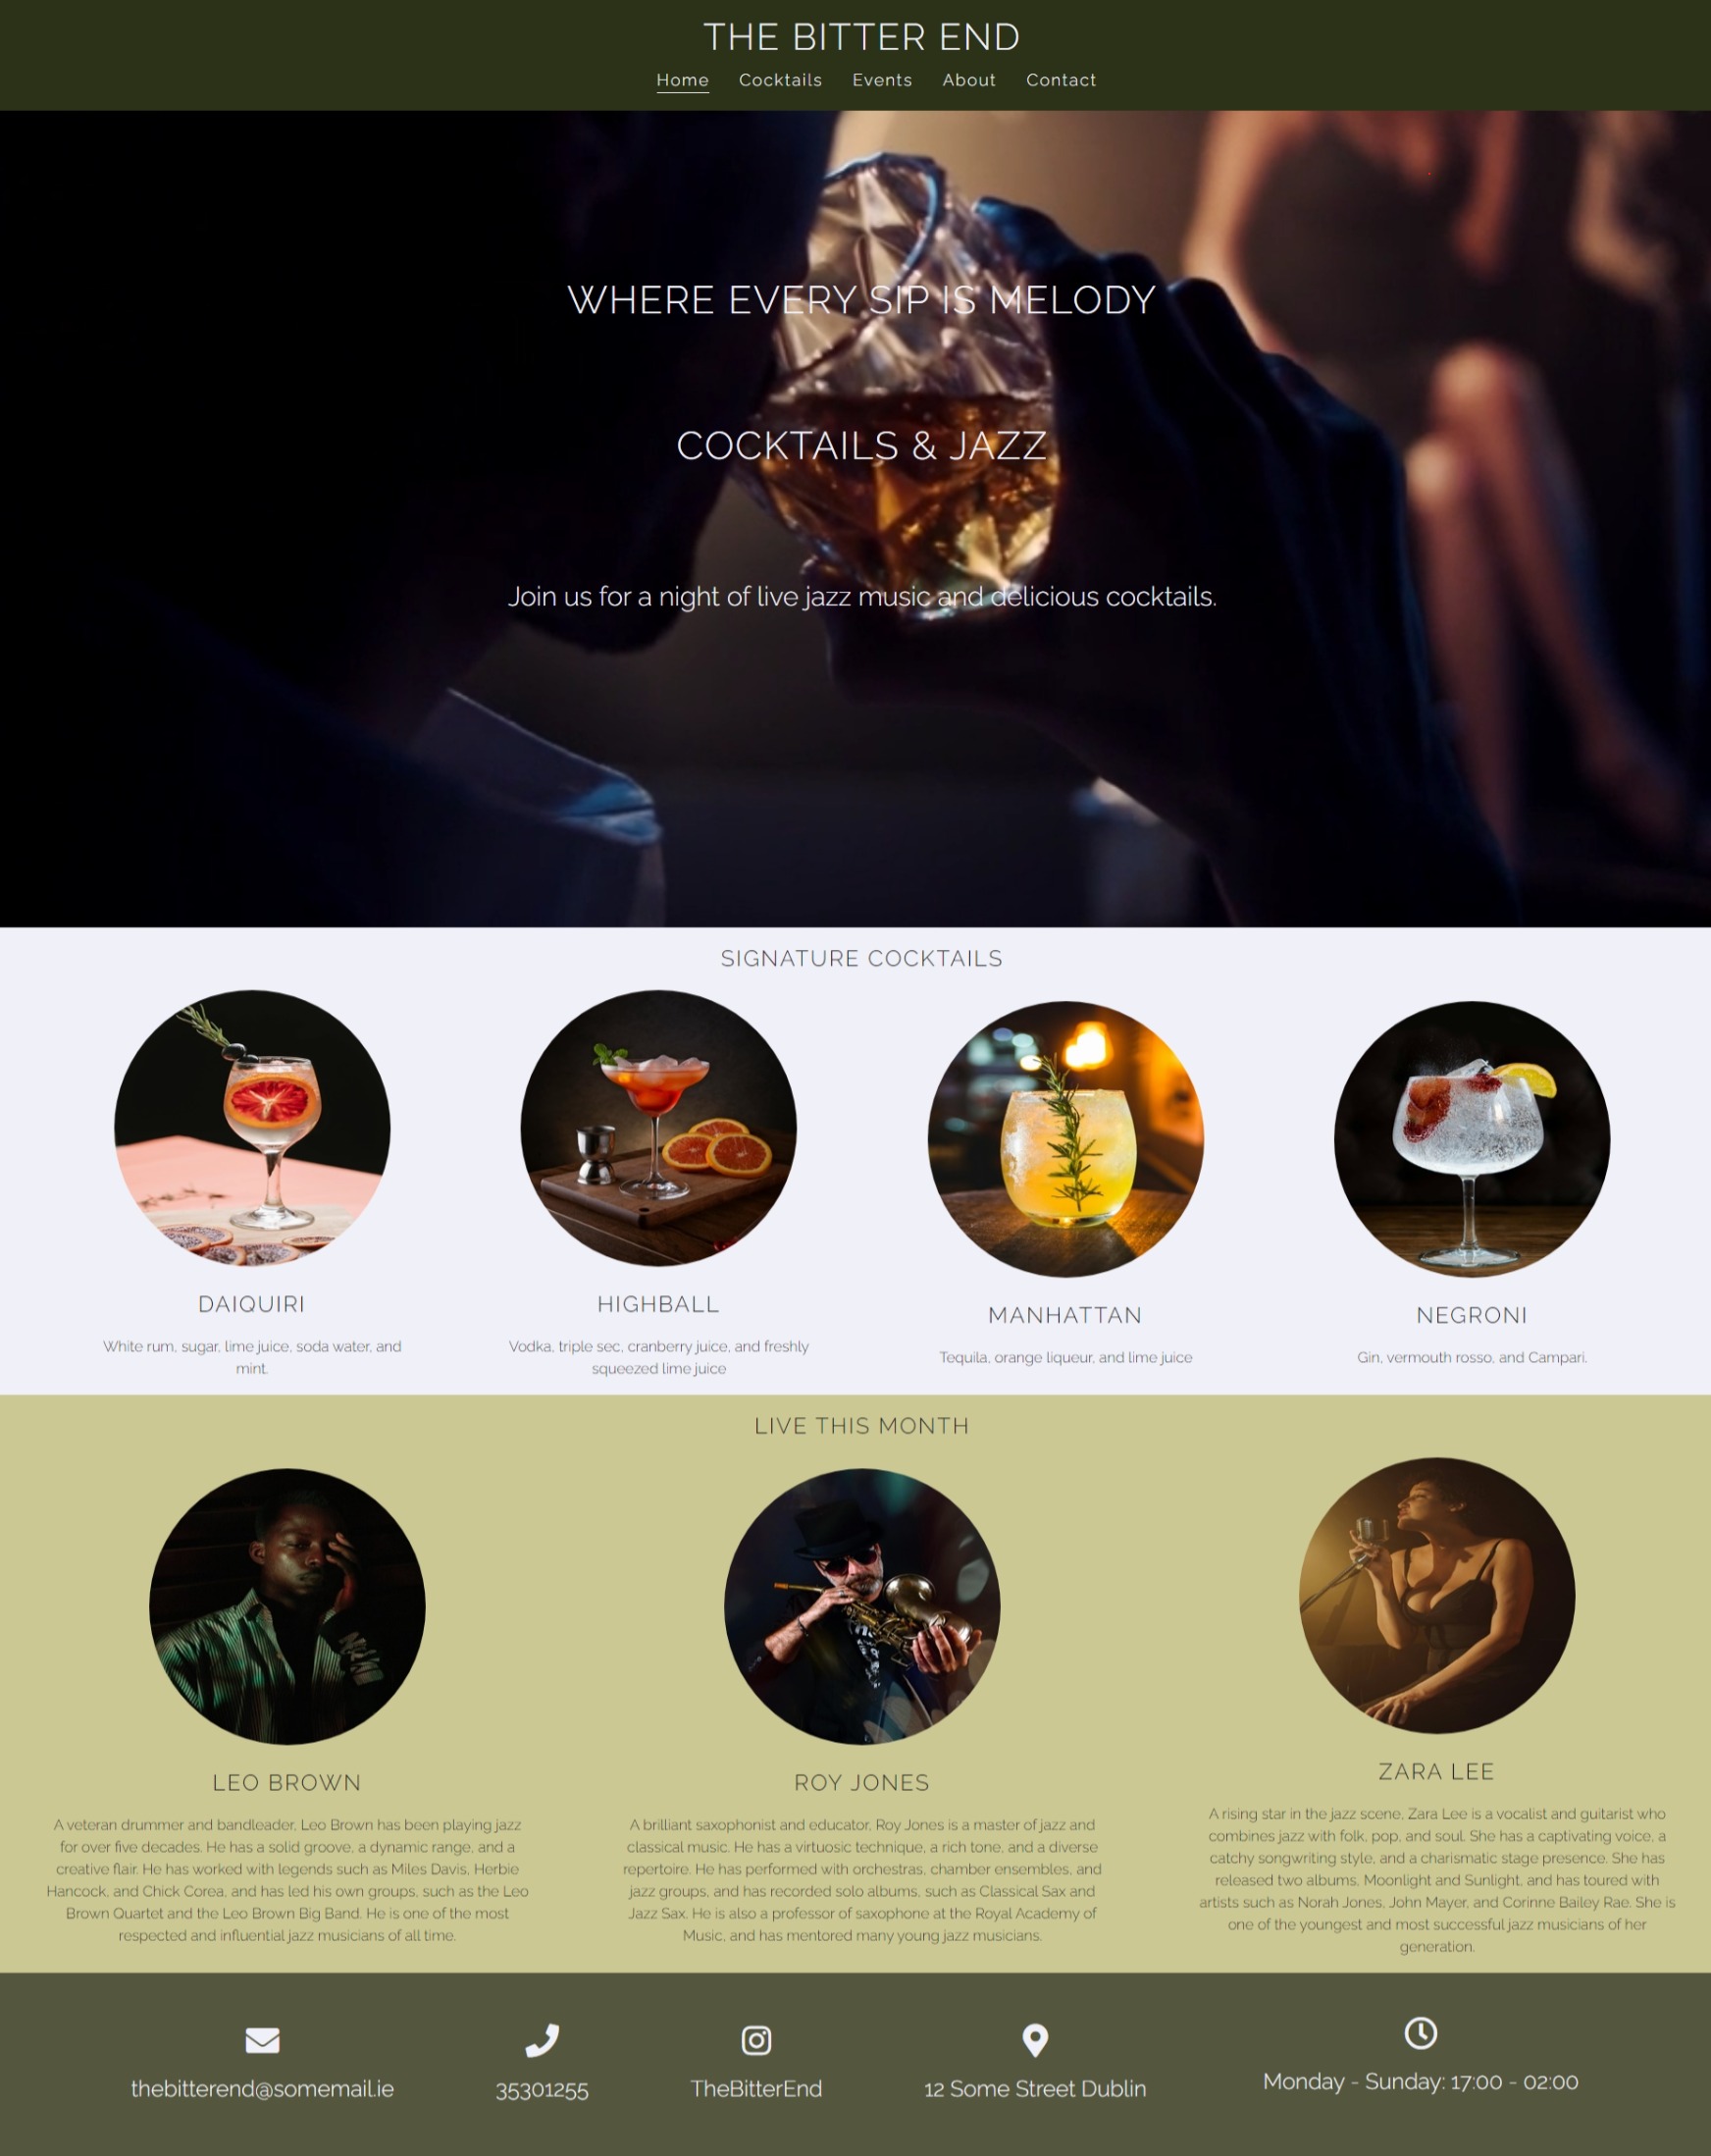 THE BITTER END
Home Cocktails Events About Contact
WHERE EVERY SIP IS MELODY
COCKTAILS & JAZZ
Join us for a night of live jazz music and delicious cocktails.
SIGNATURE COCKTAILS
DAIQUIRI
White rum, sugar, lime juice, soda water, and
mint.
HIGHBALL
Vodka, triple sec, cranberry juice, and freshly
squeezed lime juice
MANHATTAN
Tequila, orange liqueur, and lime juice
NEGRONI
Gin, vermouth rosso, and Campari.
LIVE THIS MONTH
LEO BROWN
A veteran drummer and bandleader, Leo Brown has been playing jazz
for over five decades. He has a solid groove, a dynamic range, and a
creative flair. He has worked with legends such as Miles Davis, Herbie
Hancock, and Chick Corea, and has led his own groups, such as the Leo
Brown Quartet and the Leo Brown Big Band. He is one of the most
respected and influential jazz musicians of all time.
ROY JONES
A brilliant saxophonist and educator, Roy Jones is a master of jazz and
classical music. He has a virtuosic technique, a rich tone, and a diverse
repertoire. He has performed with orchestras, chamber ensembles, and
jazz groups, and has recorded solo albums, such as Classical Sax and
Jazz Sax. He is also a professor of saxophone at the Royal Academy of
Music, and has mentored many young jazz musicians.
ZARA LEE
A rising star in the jazz scene, Zara Lee is a vocalist and guitarist who
combines jazz with folk, pop, and soul. She has a captivating voice, a
catchy songwriting style, and a charismatic stage presence. She has
released two albums, Moonlight and Sunlight, and has toured with
artists such as Norah Jones, John Mayer, and Corinne Bailey Rae. She is
one of the youngest and most successful jazz musicians of her
generation.
thebitterend@somemail.ie
35301255
TheBitterEnd
12 Some Street Dublin
Monday - Sunday: 17:00 - 02:00